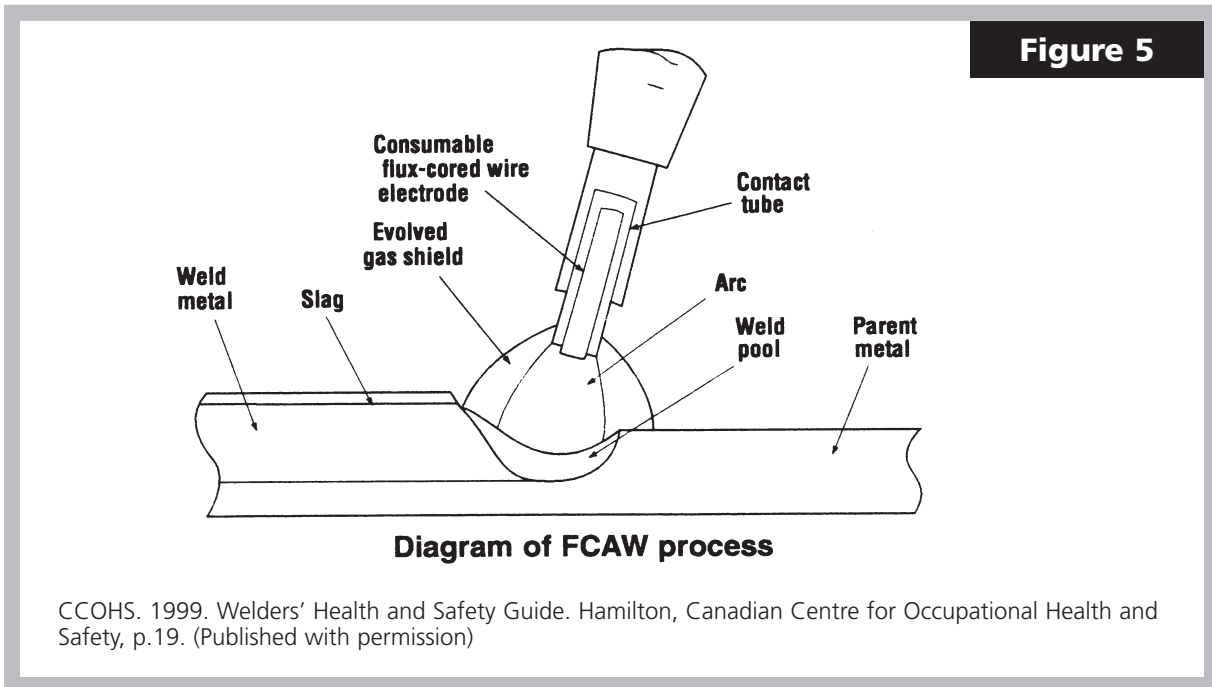 Figure 5
Consumable
flux-cored wire
electrode
Contact
tube
Evolved
gas shield
Weld
metal
Slag
Arc
Weld
pool
Parent
metal
Diagram of FCAW process
CCOHS. 1999. Welders’ Health and Safety Guide. Hamilton, Canadian Centre for Occupational Health and
Safety, p.19. (Published with permission)